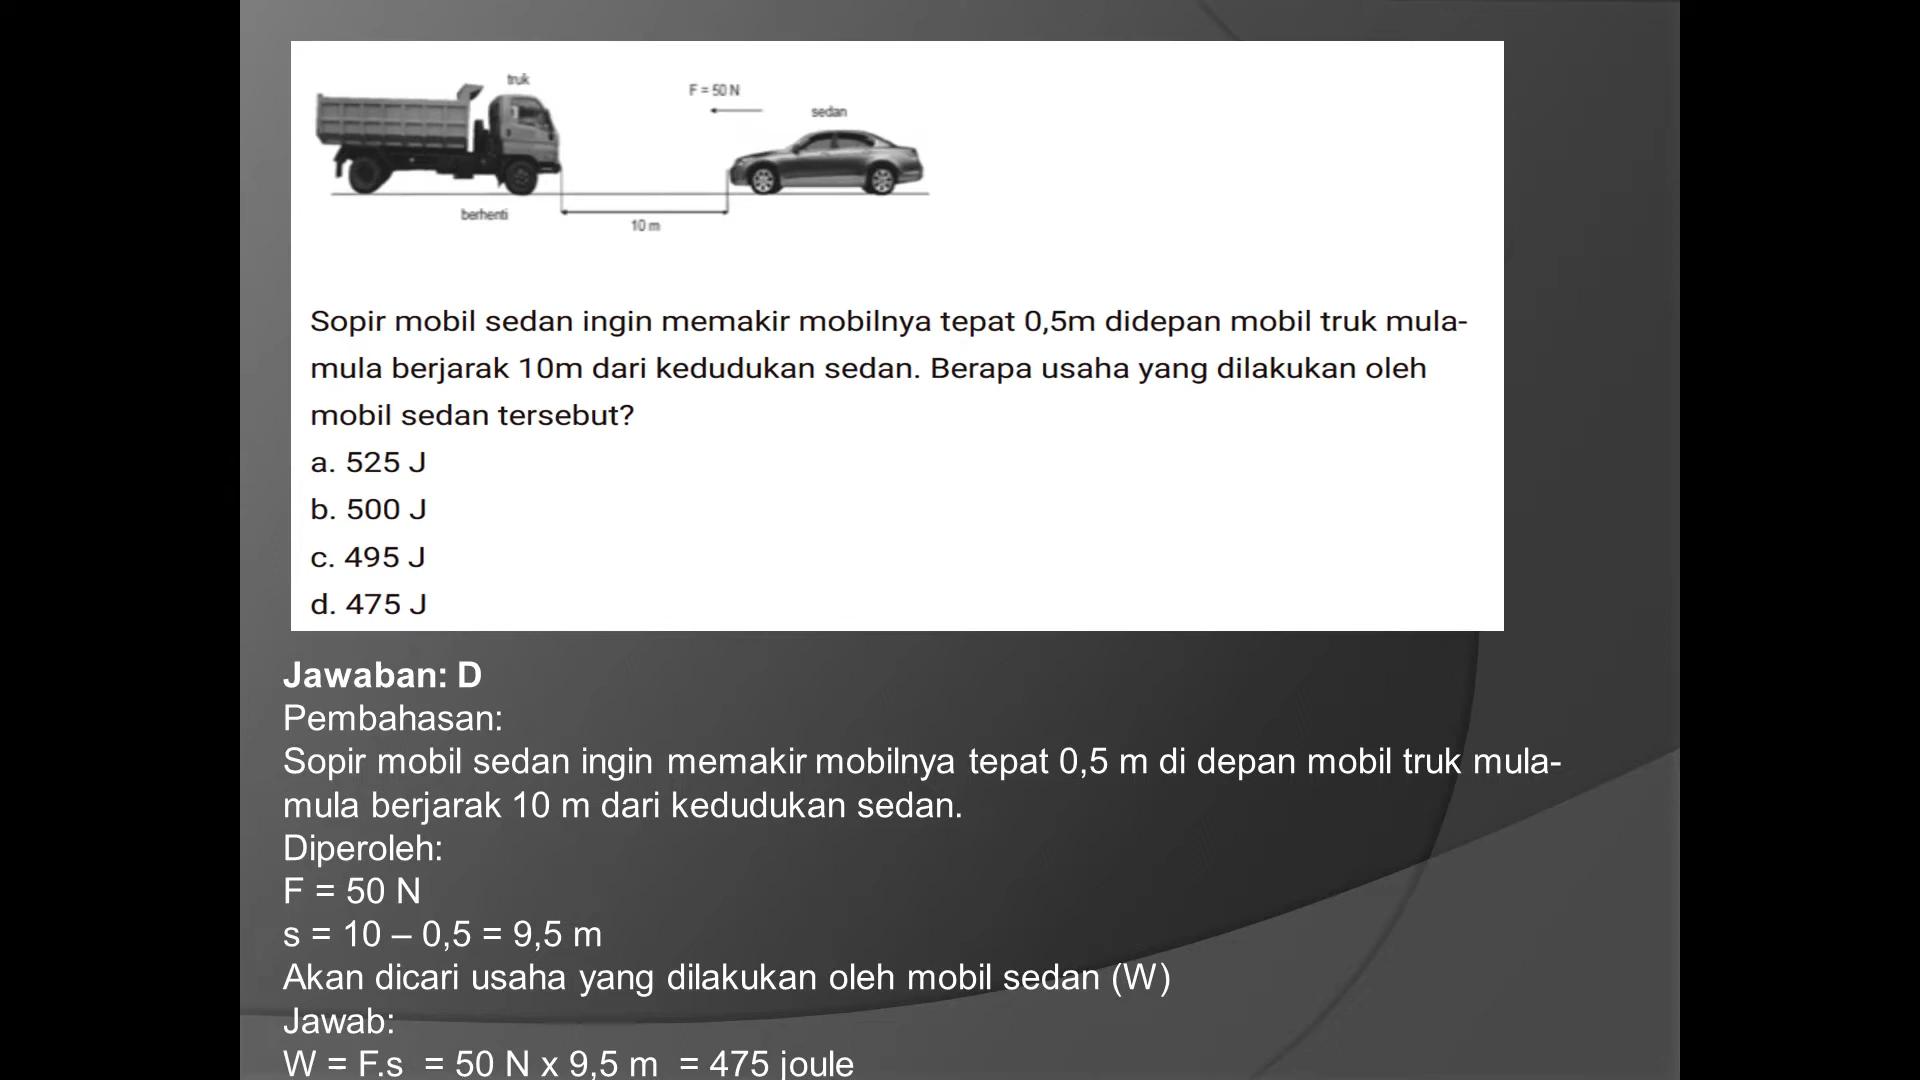 truk
F = 50 N
sedan
berhenti
10 m
Sopir mobil sedan ingin memakir mobilnya tepat 0,5m didepan mobil truk mula-
mula berjarak 10m dari kedudukan sedan. Berapa usaha yang dilakukan oleh
mobil sedan tersebut?
a. 525 J
b. 500 J
c. 495 J
d. 475 J
Jawaban: D
Pembahasan:
Sopir mobil sedan ingin memakir mobilnya tepat 0,5 m di depan mobil truk mula-
mula berjarak 10 m dari kedudukan sedan.
Diperoleh:
F = 50 N
s = 10 – 0,5 = 9,5 m
Akan dicari usaha yang dilakukan oleh mobil sedan (W)
Jawab:
W = F.s  = 50 N x 9,5 m  = 475 joule